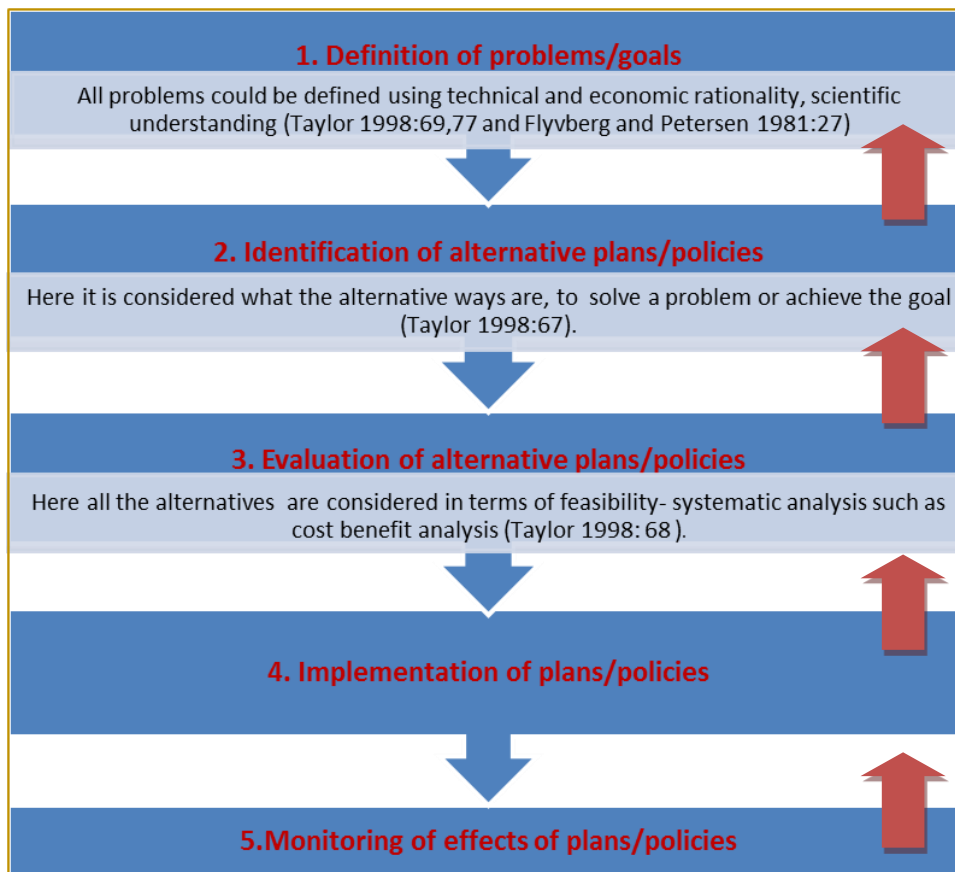 1. Definition of problems/goals
All problems could be defined using technical and economic rationality, scientific
understanding (Taylor 1998:69,77 and Flyvberg and Petersen 1981:27)
2. Identification of alternative plans/policies
Here it is considered what the alternative ways are, to solve a problem or achieve the goal
(Taylor 1998:67).
3. Evaluation of alternative plans/policies
Here all the alternatives are considered in terms of feasibility- systematic analysis such as
cost benefit analysis (Taylor 1998: 68 ).
4. Implementation of plans/policies
5.Monitoring of effects of plans/policies